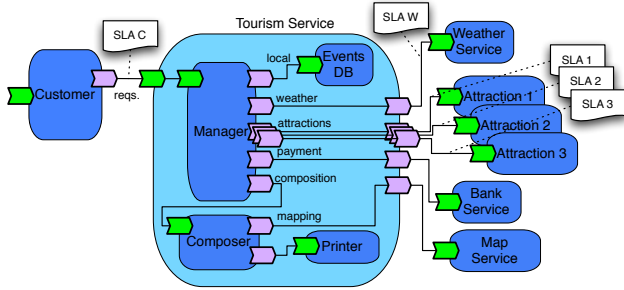 SLA C
Tourism Service
SLA W
Weather
Service
SLA 1
SLA 2
SLA 3
Customer
reqs.
local
Events
DB
weather
Manager
attractions
Attraction 1
Attraction 2
Attraction 3
payment
composition
Bank
Service
mapping
Composer
Printer
Map
Service